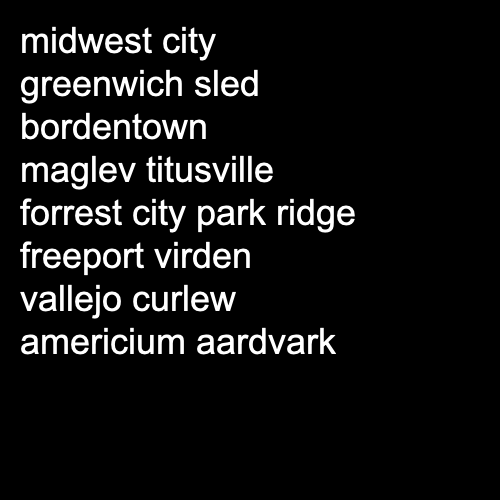 midwest city
greenwich sled
bordentown
maglev titusville
forrest city park ridge
freeport virden
vallejo curlew
americium aardvark